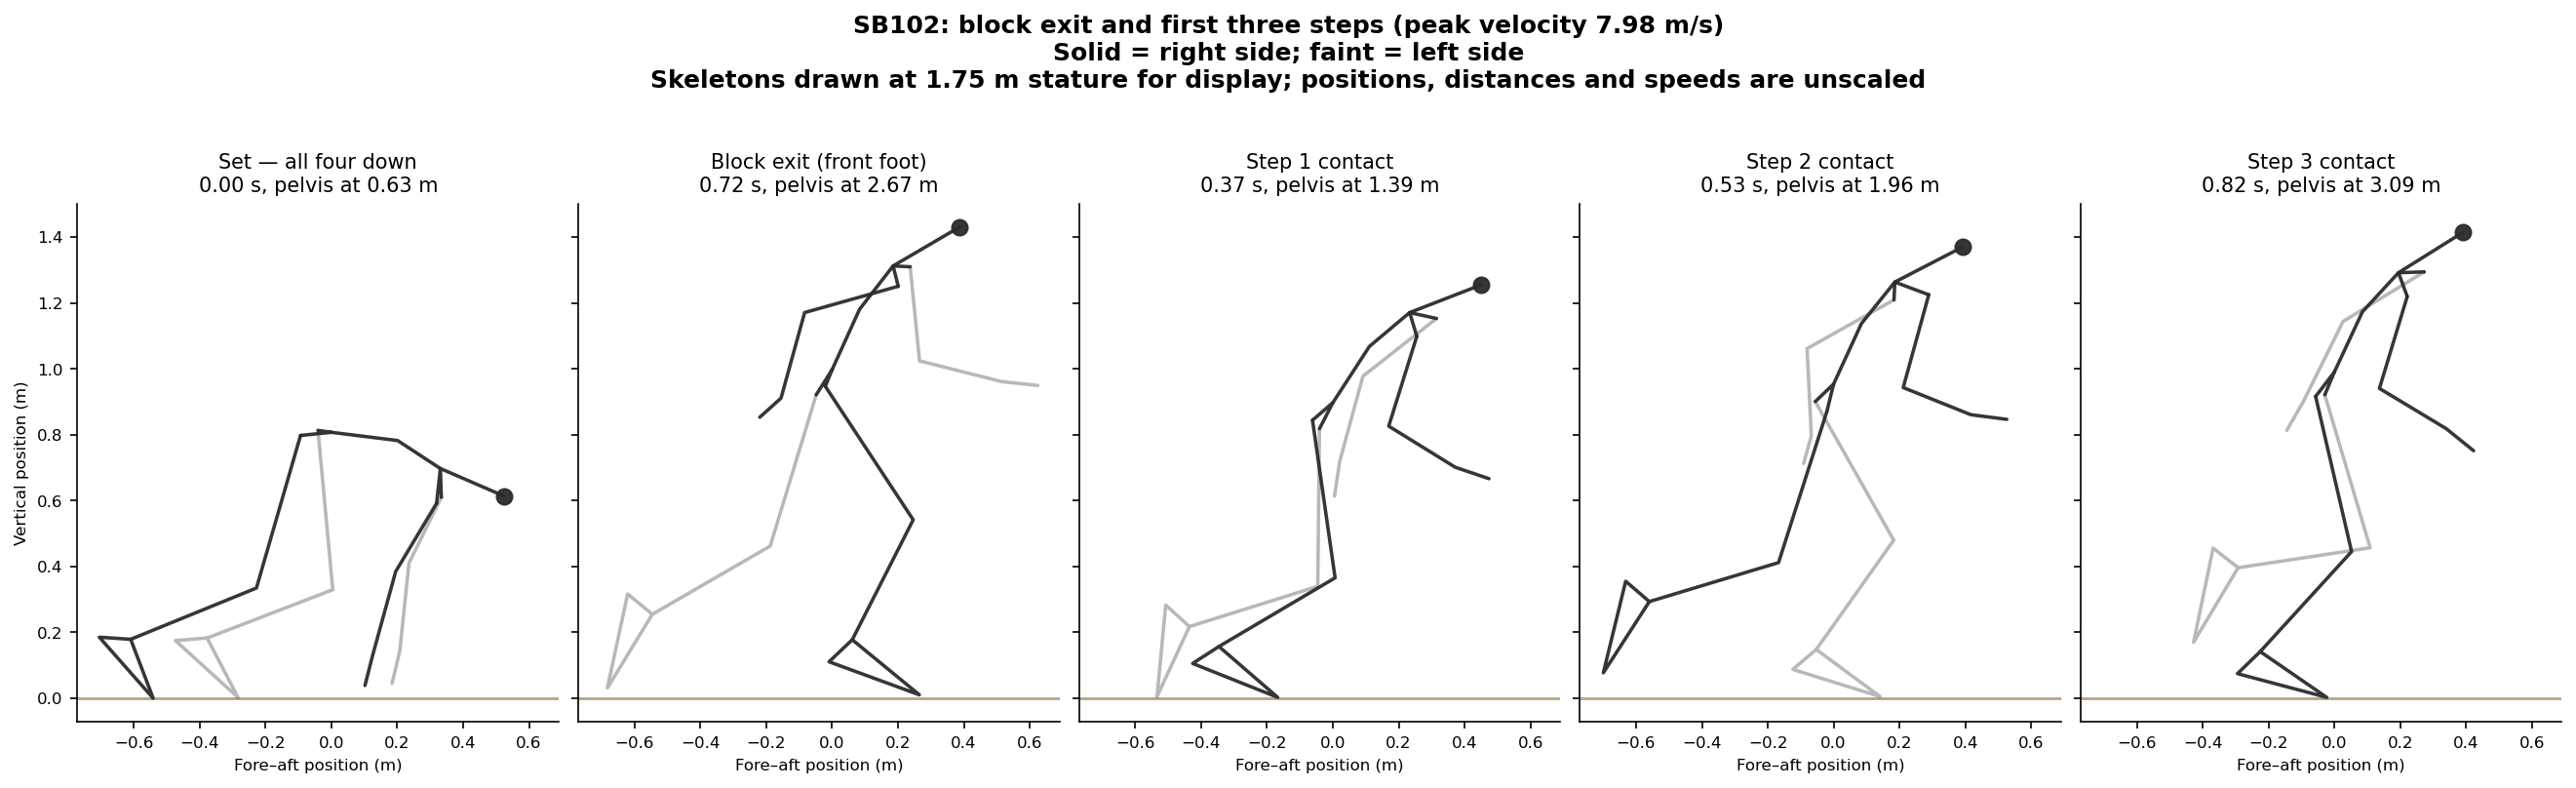 SB102: block exit and first three steps (peak velocity 7.98 m/s)
Solid = right side; faint = left side
Skeletons drawn at 1.75 m stature for display; positions, distances and speeds are unscaled
Set — all four down
0.00 s, pelvis at 0.63 m
Block exit (front foot)
0.72 s, pelvis at 2.67 m
Step 1 contact
0.37 s, pelvis at 1.39 m
Step 2 contact
0.53 s, pelvis at 1.96 m
Step 3 contact
0.82 s, pelvis at 3.09 m
Vertical position (m)
1.4
1.2
1.0
0.8
0.6
0.4
0.2
0.0
−0.6 −0.4 −0.2 0.0 0.2 0.4 0.6
Fore–aft position (m)
−0.6 −0.4 −0.2 0.0 0.2 0.4 0.6
Fore–aft position (m)
−0.6 −0.4 −0.2 0.0 0.2 0.4 0.6
Fore–aft position (m)
−0.6 −0.4 −0.2 0.0 0.2 0.4 0.6
Fore–aft position (m)
−0.6 −0.4 −0.2 0.0 0.2 0.4 0.6
Fore–aft position (m)